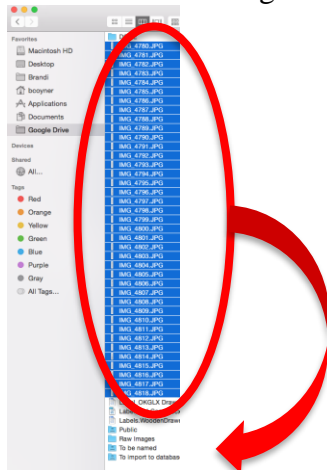 Favorites
Macintosh HD
Desktop
Brandi
booyner
Applications
Documents
Google Drive
Devices
Shared
All...
Tags
Red
Orange
Yellow
Green
Blue
Purple
Gray
All Tags...
IMG_4780.JPG
IMG_4781.JPG
IMG_4782.JPG
IMG_4783.JPG
IMG_4784.JPG
IMG_4785.JPG
IMG_4786.JPG
IMG_4787.JPG
IMG_4788.JPG
IMG_4789.JPG
IMG_4790.JPG
IMG_4791.JPG
IMG_4792.JPG
IMG_4793.JPG
IMG_4794.JPG
IMG_4795.JPG
IMG_4796.JPG
IMG_4797.JPG
IMG_4798.JPG
IMG_4799.JPG
IMG_4800.JPG
IMG_4801.JPG
IMG_4802.JPG
IMG_4803.JPG
IMG_4804.JPG
IMG_4805.JPG
IMG_4806.JPG
IMG_4807.JPG
IMG_4808.JPG
IMG_4809.JPG
IMG_4810.JPG
IMG_4811.JPG
IMG_4812.JPG
IMG_4813.JPG
IMG_4814.JPG
IMG_4815.JPG
IMG_4816.JPG
IMG_4817.JPG
IMG_4818.JPG
OKGLX Draw
Labels.WoodenDraw
Public
Raw Images
To be named
To import to databas